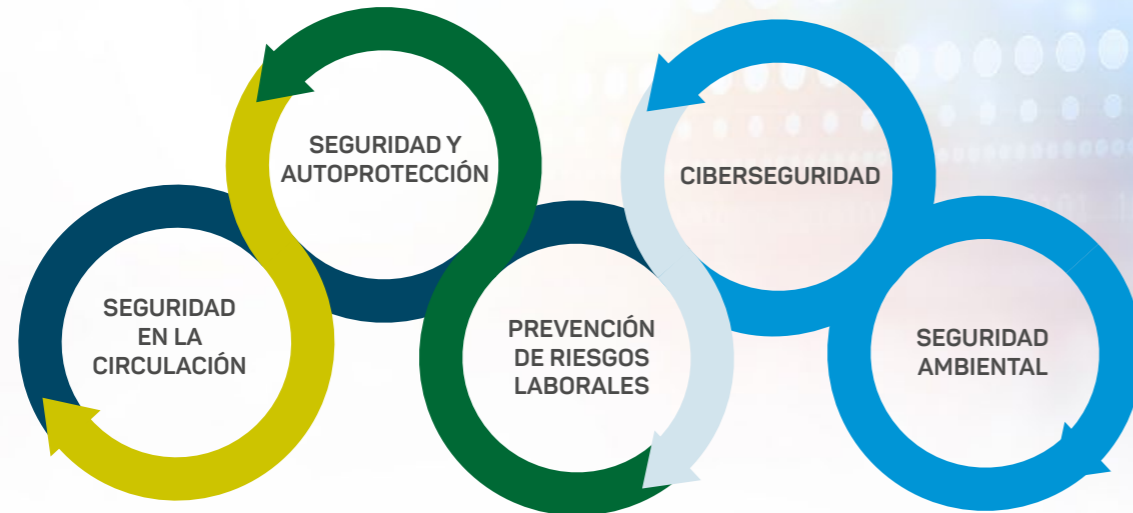 SEGURIDAD
EN LA
CIRCULACIÓN
SEGURIDAD Y
AUTOPROTECCIÓN
PREVENCIÓN
DE RIESGOS
LABORALES
CIBERSEGURIDAD
SEGURIDAD
AMBIENTAL